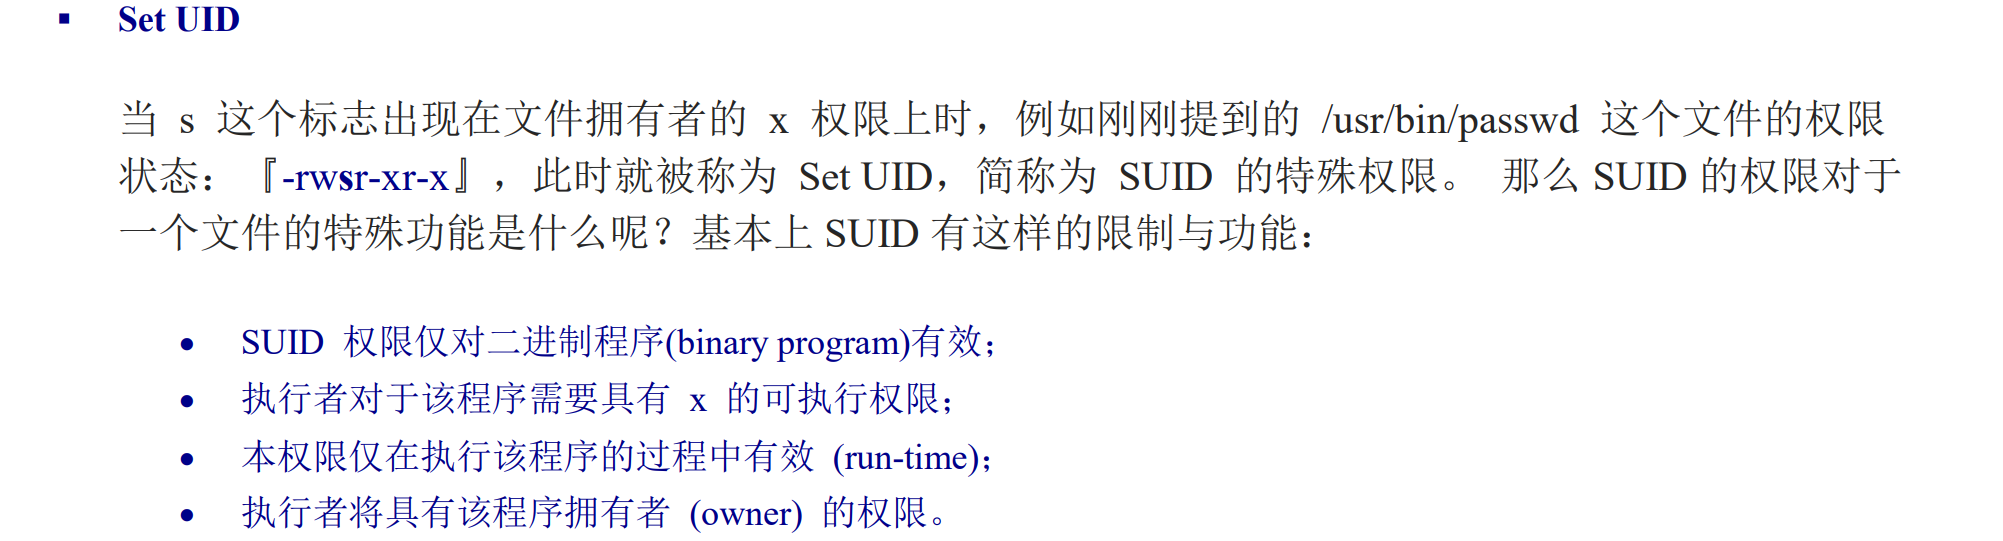 ▪ Set UID
当 s 这个标志出现在文件拥有者的 x 权限上时，例如刚刚提到的 /usr/bin/passwd 这个文件的权限
状态：『-rwsr-xr-x』，此时就被称为 Set UID，简称为 SUID 的特殊权限。 那么 SUID 的权限对于
一个文件的特殊功能是什么呢？基本上 SUID 有这样的限制与功能：
• SUID 权限仅对二进制程序(binary program)有效；
• 执行者对于该程序需要具有 x 的可执行权限；
• 本权限仅在执行该程序的过程中有效 (run-time)；
• 执行者将具有该程序拥有者 (owner) 的权限。